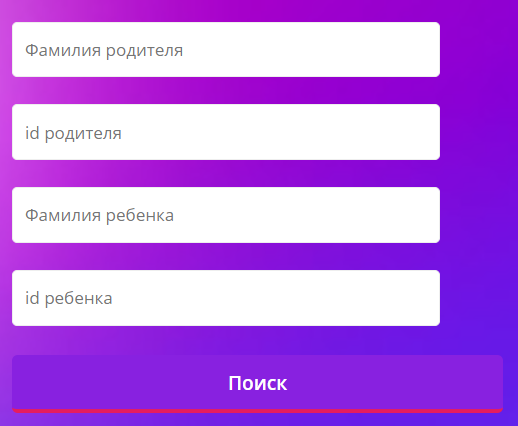 Фамилия родителя
id родителя
Фамилия ребенка
id ребенка
Поиск